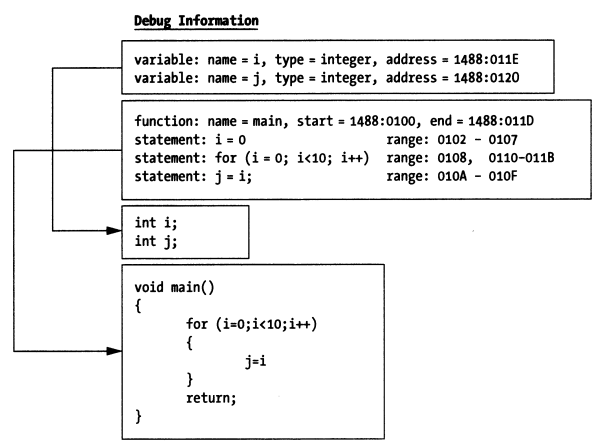 Debug Information
variable: name = i, type = integer, address = 1488:011E
variable: name = j, type = integer, address = 1488:0120
function: name = main, start = 1488:0100, end = 1488:011D
statement: i = 0 range: 0102 - 0107
statement: for (i = 0; i<10; i++) range: 0108, 0110-011B
statement: j = i; range: 010A - 010F
int i;
int j;
void main()
{
for (i=0;i<10;i++)
{
j=i
}
return;
}